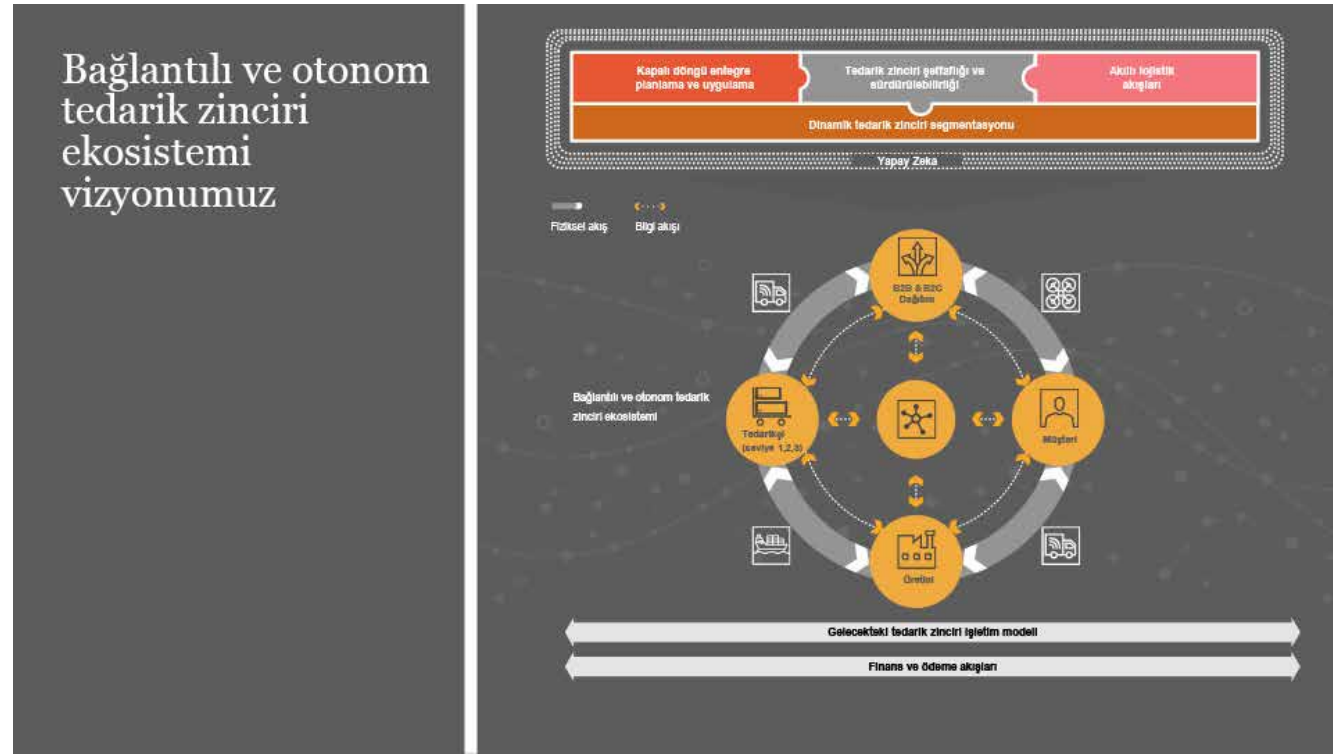 Bağlantılı ve otonom
tedarik zinciri
ekosistemi
vizyonumuz
Kapalı döngü entegre
planlama ve uygulama
Tedarik zinciri şeffaflığı ve
sürdürülebilirliği
Akıllı lojistik
akışları
Dinamik tedarik zinciri segmentasyonu
Yapay Zeka
Fiziksel akış
Bilgi akışı
B2B & B2C
Dağıtım
Bağlantılı ve otonom tedarik
zinciri ekosistemi
Tedarikçi
(seviye 1,2,3)
Müşteri
Üretim
Gelecekteki tedarik zinciri işletim modeli
Finans ve ödeme akışları